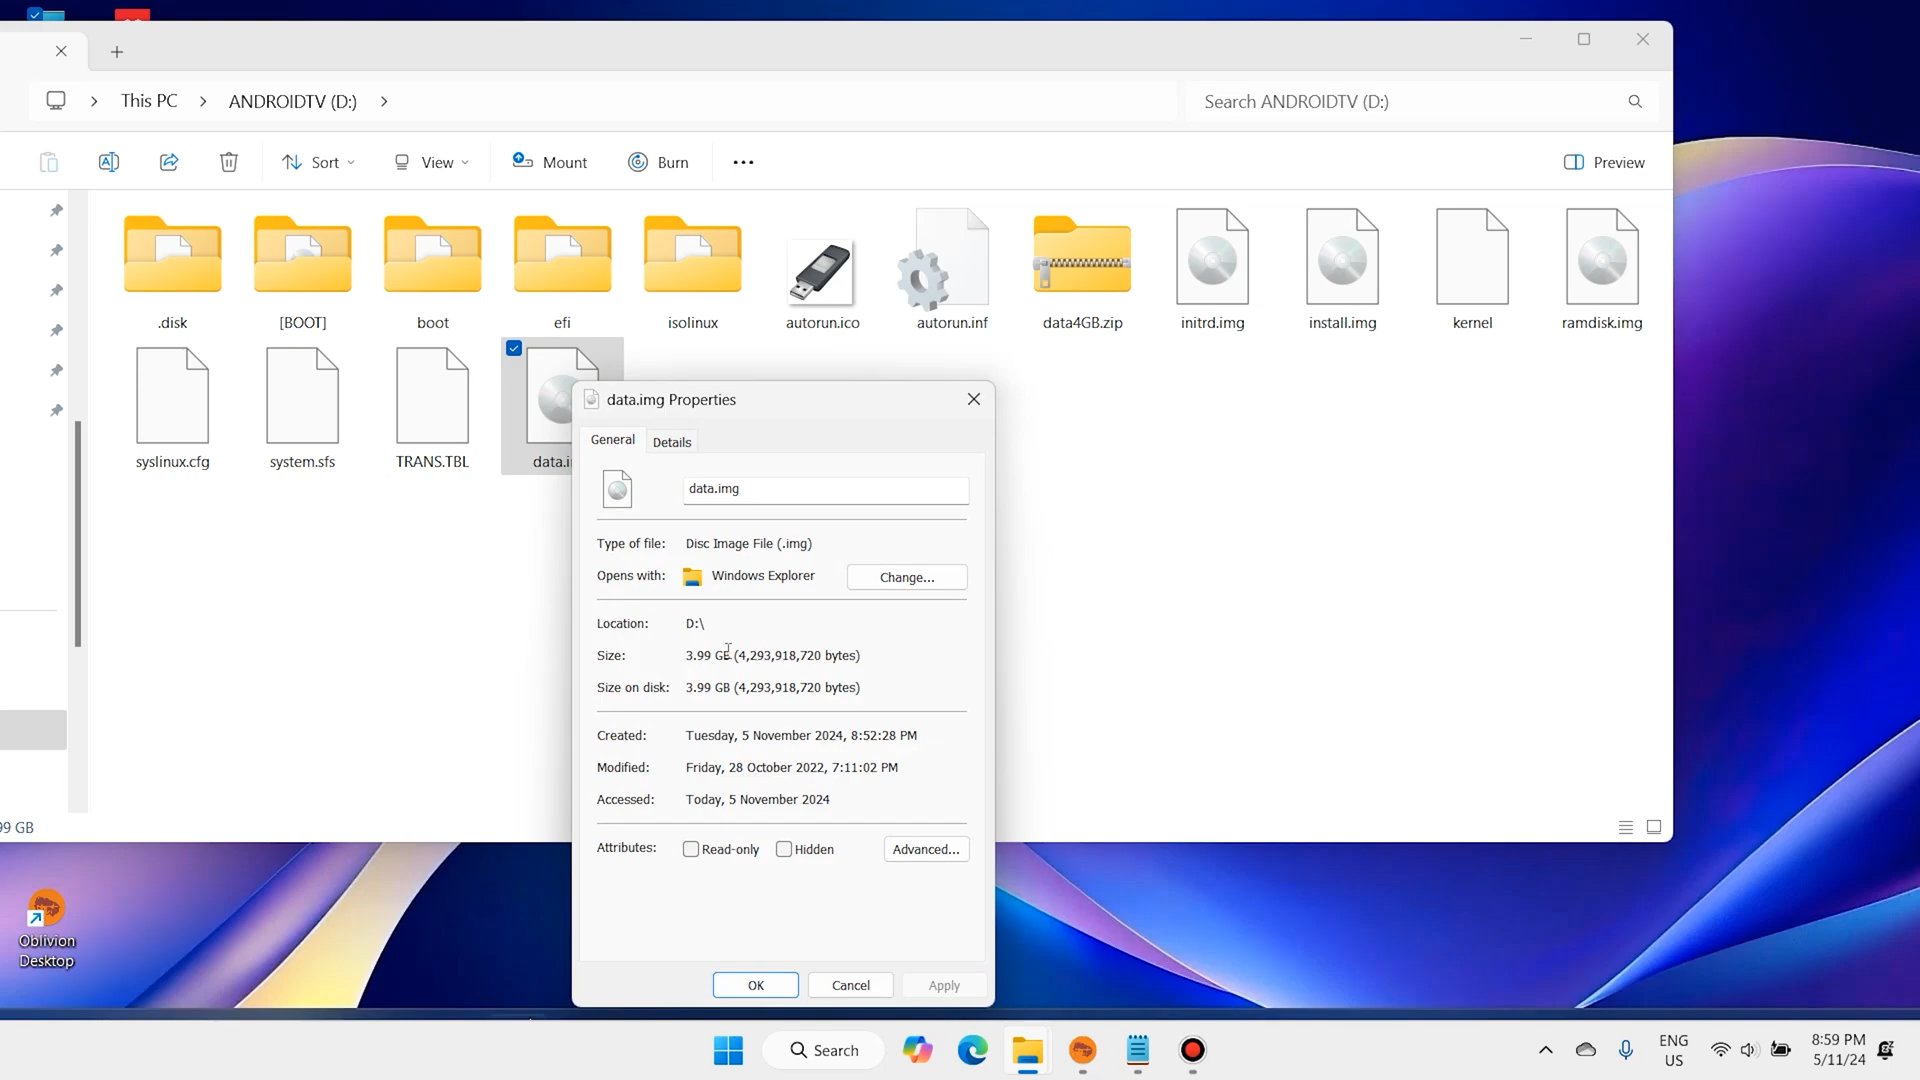 This PC
ANDROIDTV (D:)
Search ANDROIDTV (D:)
Sort
View
Mount
Burn
Preview
.disk
[BOOT]
boot
efi
isolinux
autorun.ico
autorun.inf
data4GB.zip
initrd.img
install.img
kernel
ramdisk.img
syslinux.cfg
system.sfs
TRANS.TBL
data.i
data.img Properties
General
Details
data.img
Type of file: Disc Image File (.img)
Opens with: Windows Explorer
Change...
Location: D:\
Size: 3.99 GB (4,293,918,720 bytes)
Size on disk: 3.99 GB (4,293,918,720 bytes)
Created: Tuesday, 5 November 2024, 8:52:28 PM
Modified: Friday, 28 October 2022, 7:11:02 PM
Accessed: Today, 5 November 2024
Attributes: Read-only Hidden
Advanced...
OK
Cancel
Apply
99 GB
Oblivion
Desktop
Search
ENG
US
8:59 PM
5/11/24